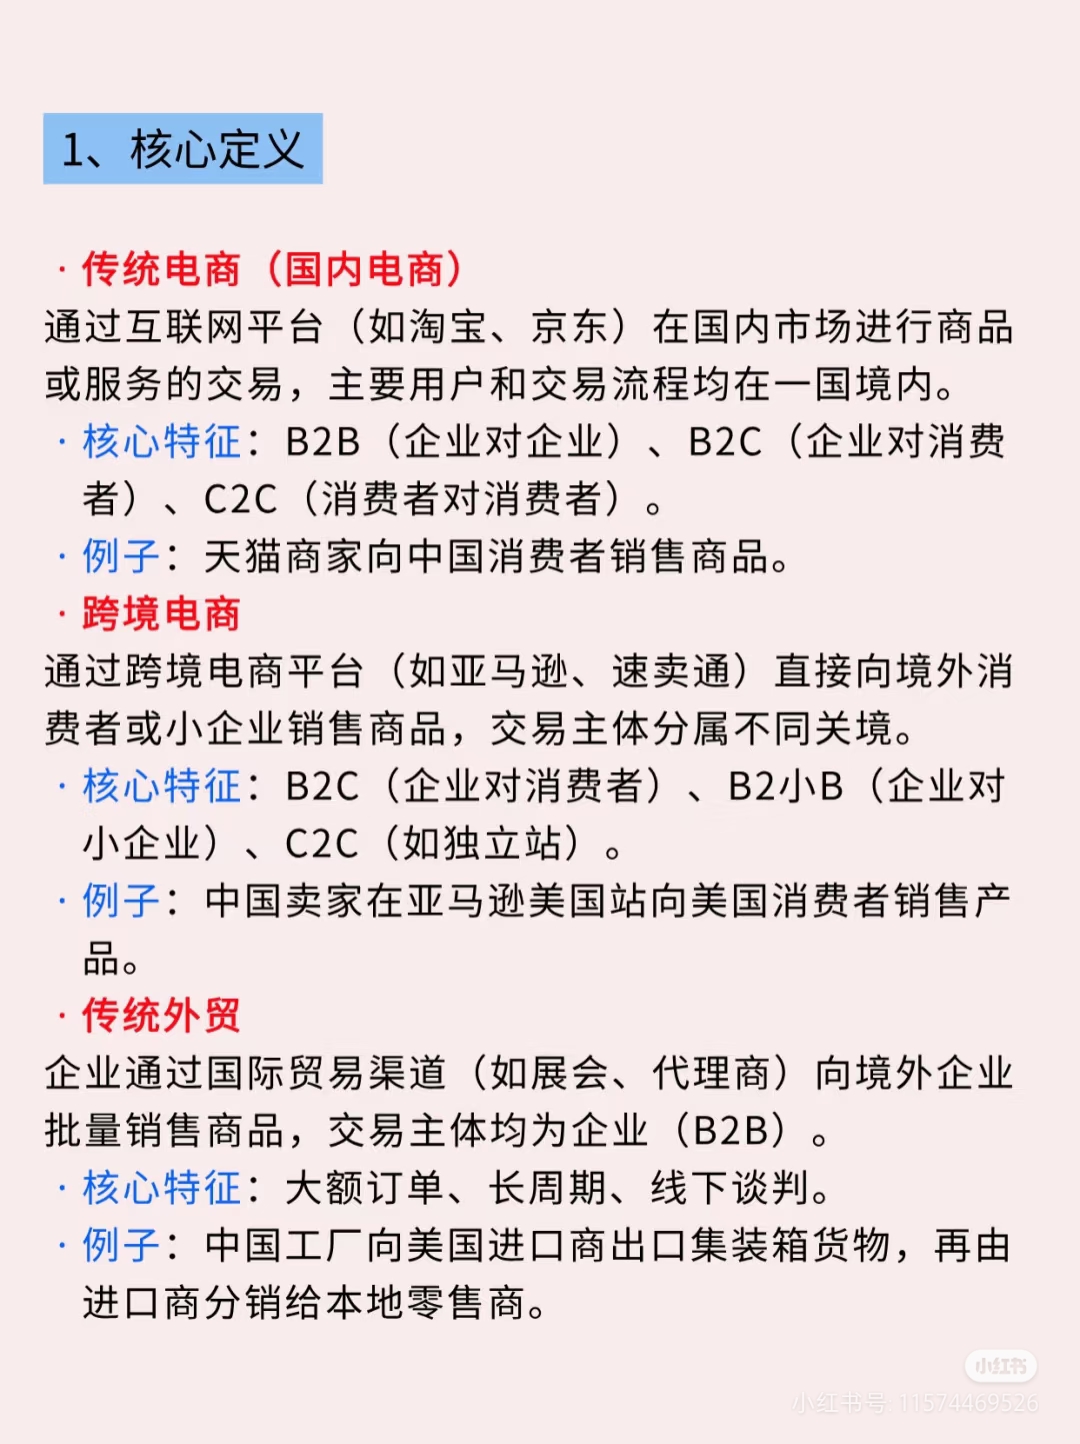 1、核心定义
· 传统电商（国内电商）
通过互联网平台（如淘宝、京东）在国内市场进行商品
或服务的交易，主要用户和交易流程均在一国境内。
· 核心特征：B2B（企业对企业）、B2C（企业对消费
者）、C2C（消费者对消费者）。
· 例子：天猫商家向中国消费者销售商品。
· 跨境电商
通过跨境电商平台（如亚马逊、速卖通）直接向境外消
费者或小企业销售商品，交易主体分属不同关境。
· 核心特征：B2C（企业对消费者）、B2小B（企业对
小企业）、C2C（如独立站）。
· 例子：中国卖家在亚马逊美国站向美国消费者销售产
品。
· 传统外贸
企业通过国际贸易渠道（如展会、代理商）向境外企业
批量销售商品，交易主体均为企业（B2B）。
· 核心特征：大额订单、长周期、线下谈判。
· 例子：中国工厂向美国进口商出口集装箱货物，再由
进口商分销给本地零售商。
小红书
小红书号: 11574469526